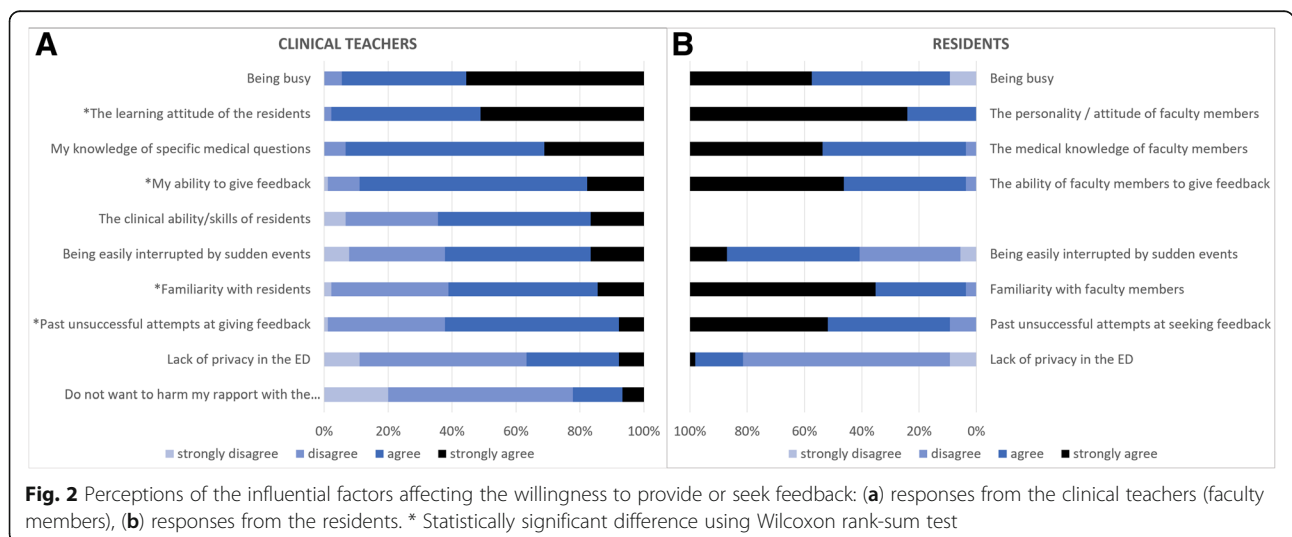 A
CLINICAL TEACHERS
Being busy
*The learning attitude of the residents
My knowledge of specific medical questions
*My ability to give feedback
The clinical ability/skills of residents
Being easily interrupted by sudden events
*Familiarity with residents
*Past unsuccessful attempts at giving feedback
Lack of privacy in the ED
Do not want to harm my rapport with the…
0% 20% 40% 60% 80% 100%
strongly disagree disagree agree strongly agree
B
RESIDENTS
Being busy
The personality / attitude of faculty members
The medical knowledge of faculty members
The ability of faculty members to give feedback
Being easily interrupted by sudden events
Familiarity with faculty members
Past unsuccessful attempts at seeking feedback
Lack of privacy in the ED
100% 80% 60% 40% 20% 0%
strongly disagree disagree agree strongly agree
Fig. 2 Perceptions of the influential factors affecting the willingness to provide or seek feedback: (a) responses from the clinical teachers (faculty
members), (b) responses from the residents. * Statistically significant difference using Wilcoxon rank-sum test